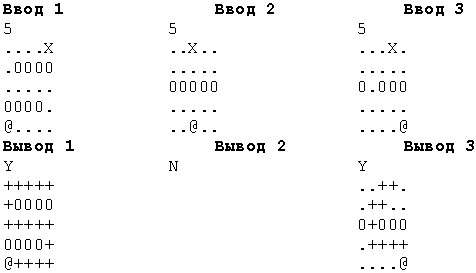 Ввод 1 Ввод 2 Ввод 3
5 5 5
....X ..X.. ...X.
.OOOO ..... .....
..... OOOOO O.OOO
OOOO. ..... .....
@.... ..@.. ....@
Вывод 1 Вывод 2 Вывод 3
Y N Y
+++++ ..++.
+OOOO .++..
+++++ O+OOO
OOOO+ .++++
@++++ ....@